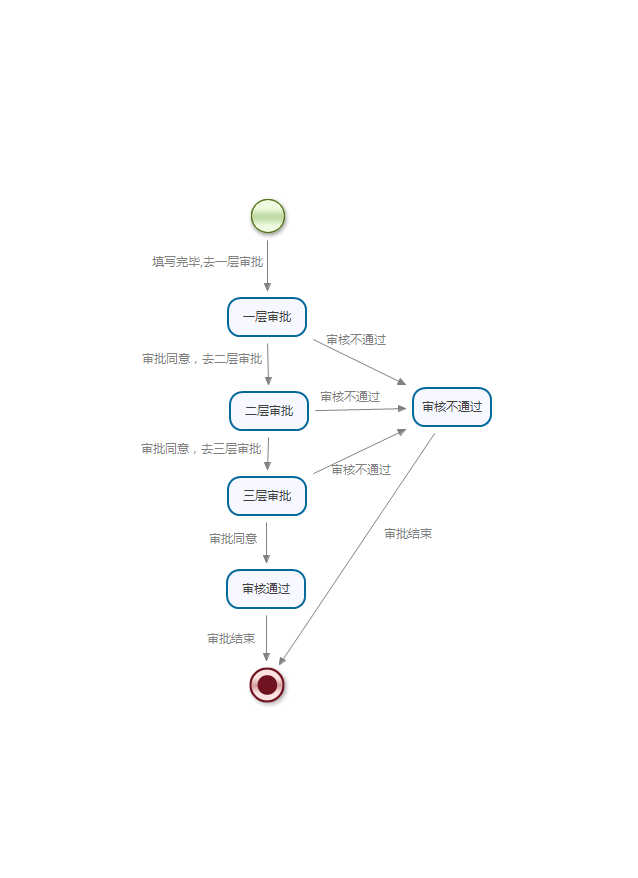 填写完毕,去一层审批
一层审批
审核不通过
审批同意，去二层审批
审核不通过
二层审批
审核不通过
审批同意，去三层审批
审核不通过
三层审批
审批同意
审批结束
审核通过
审批结束